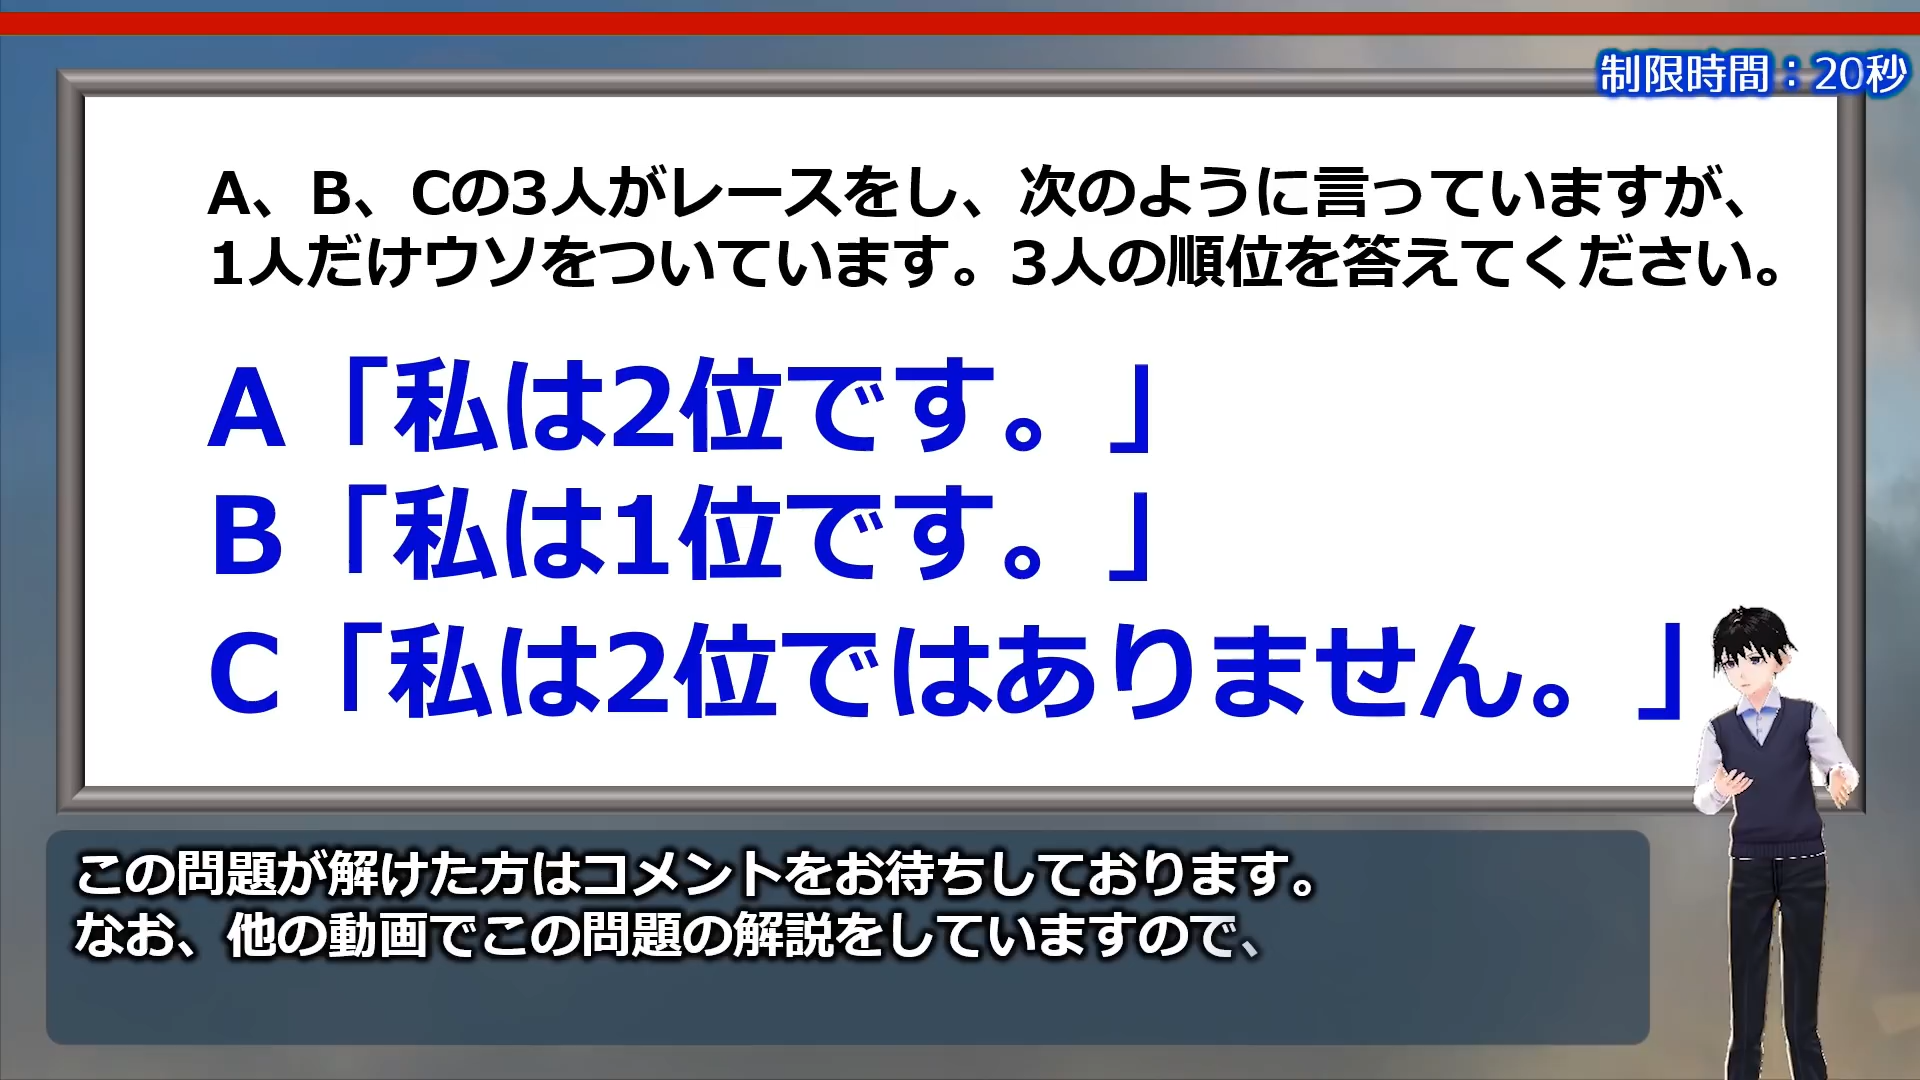 制限時間：20秒
A、B、Cの3人がレースをし、次のように言っていますが、
1人だけウソをついています。3人の順位を答えてください。
A「私は2位です。」
B「私は1位です。」
C「私は2位ではありません。」
この問題が解けた方はコメントをお待ちしております。
なお、他の動画でこの問題の解説をしていますので、